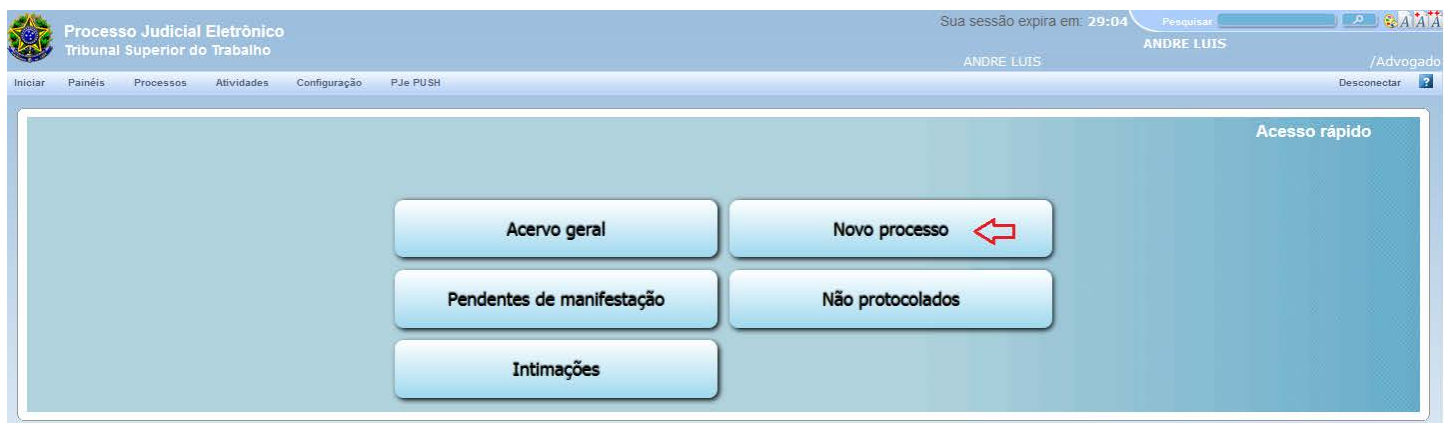 Processo Judicial Eletrônico
Tribunal Superior do Trabalho
Sua sessão expira em: 29:04
Pesquisar
A A A
ANDRE LUIS
ANDRE LUIS /Advogado
Iniciar Painéis Processos Atividades Configuração PJe PUSH Desconectar ?
Acesso rápido
Acervo geral Novo processo
Pendentes de manifestação Não protocolados
Intimações